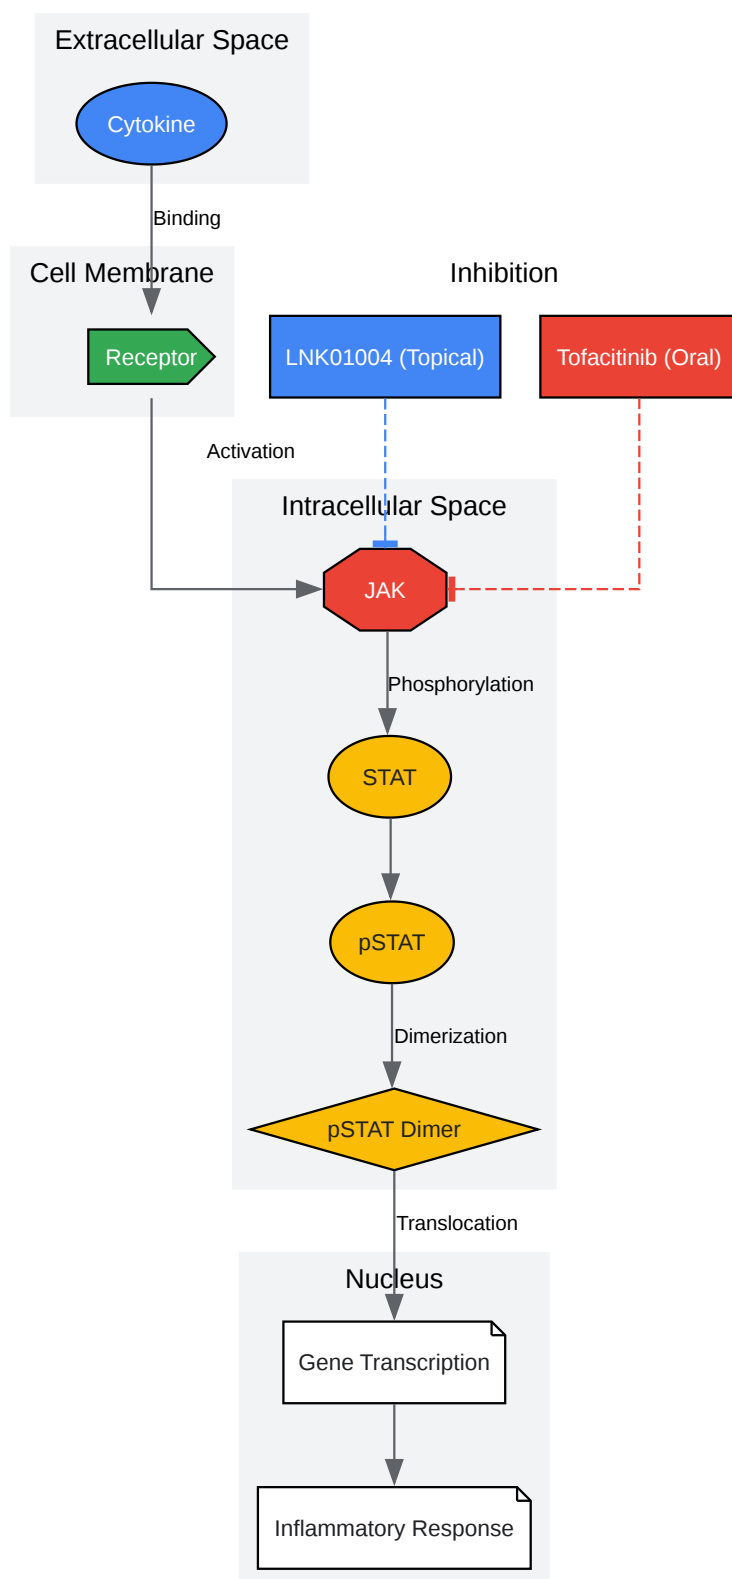 Extracellular Space
Cytokine
Binding
Cell Membrane
Inhibition
Receptor
LNK01004 (Topical)
Tofacitinib (Oral)
Activation
Intracellular Space
JAK
Phosphorylation
STAT
pSTAT
Dimerization
pSTAT Dimer
Translocation
Nucleus
Gene Transcription
Inflammatory Response